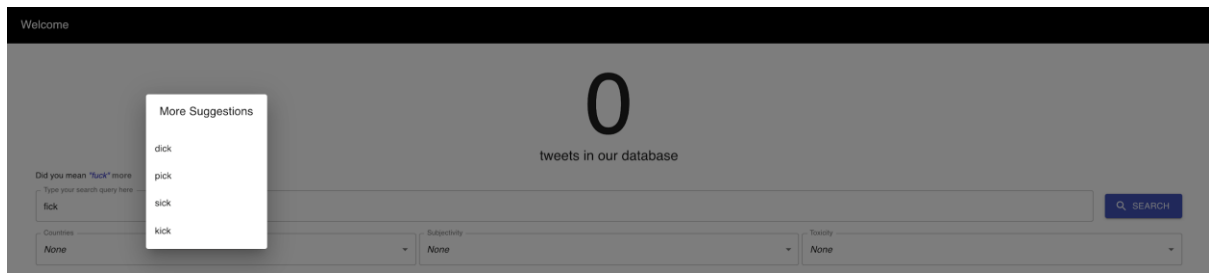 Welcome
0
tweets in our database
More Suggestions
dick
pick
sick
kick
Did you mean "fuck" more
Type your search query here
fick
SEARCH
Countries
None
Subjectivity
None
Toxicity
None